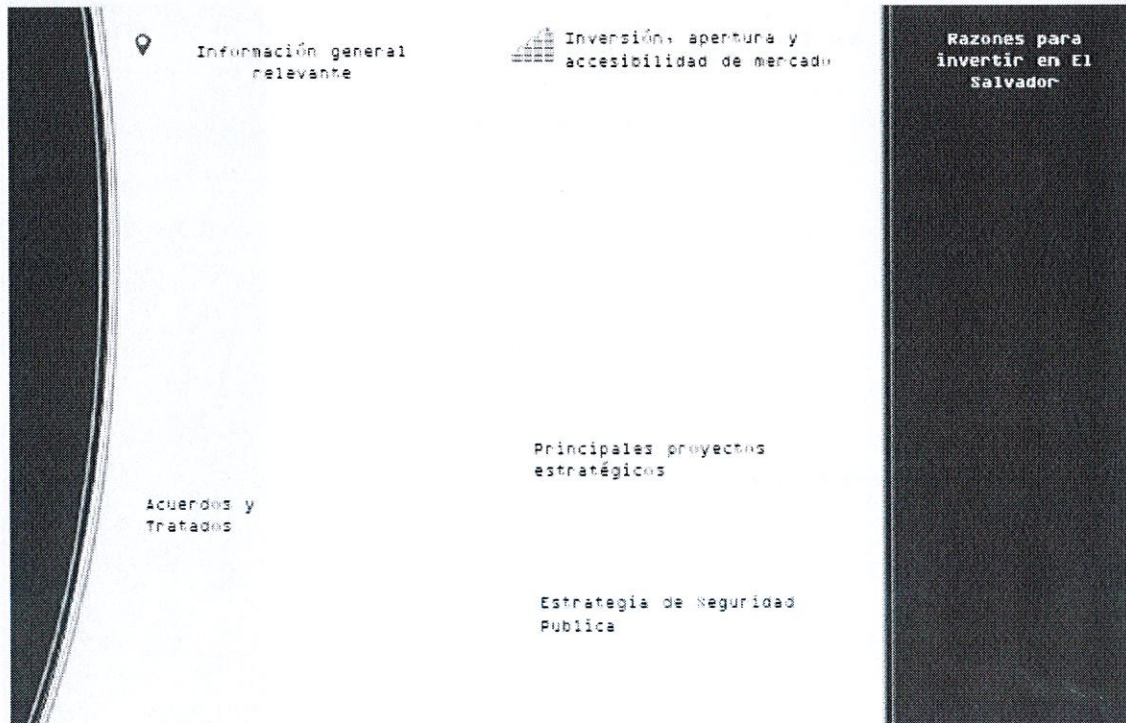 Información general
relevante
Acuerdos y
Tratados
Inversión, apertura y
accesibilidad de mercado
Principales proyectos
estratégicos
Estrategia de Seguridad
Pública
Razones para
invertir en El
Salvador